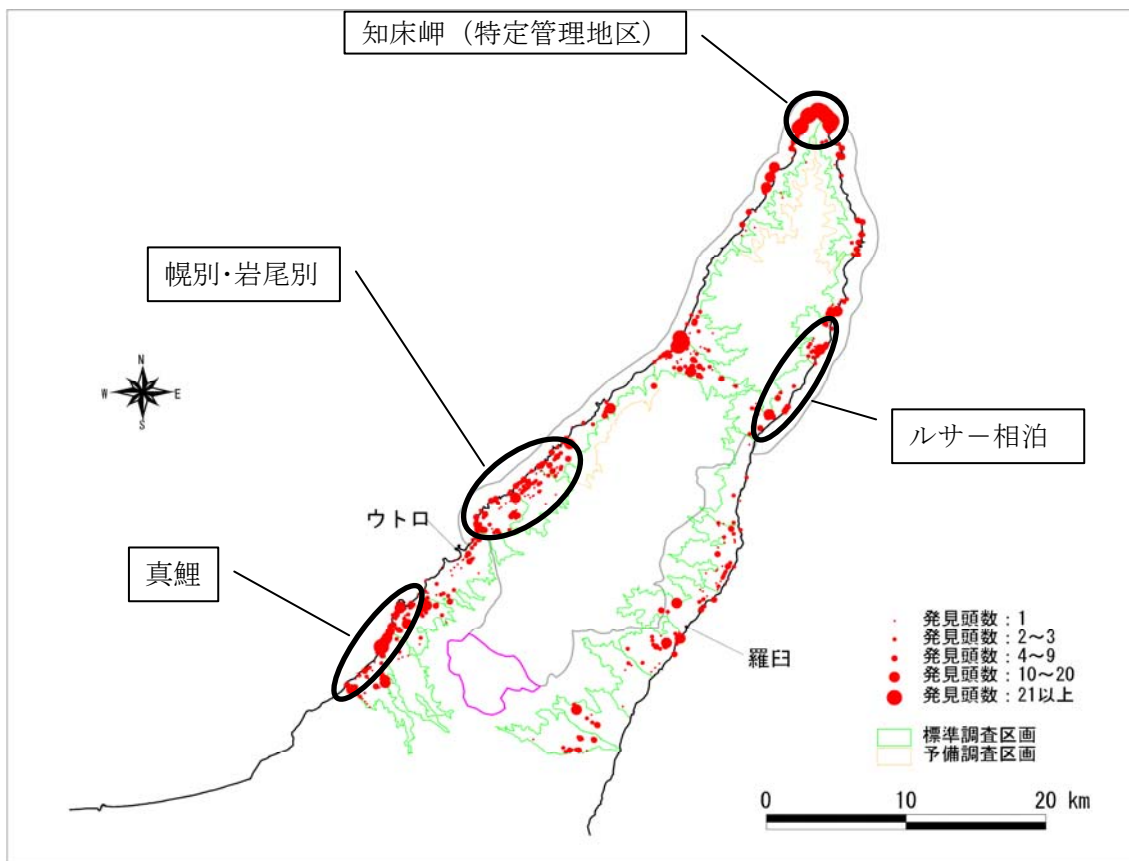 知床岬（特定管理地区）
幌別・岩尾別
N
W E
S
ルサー相泊
ウトロ
真鯉
羅臼
発見頭数：1
発見頭数：2～3
発見頭数：4～9
発見頭数：10～20
発見頭数：21以上
標準調査区画
予備調査区画
0 10 20 km